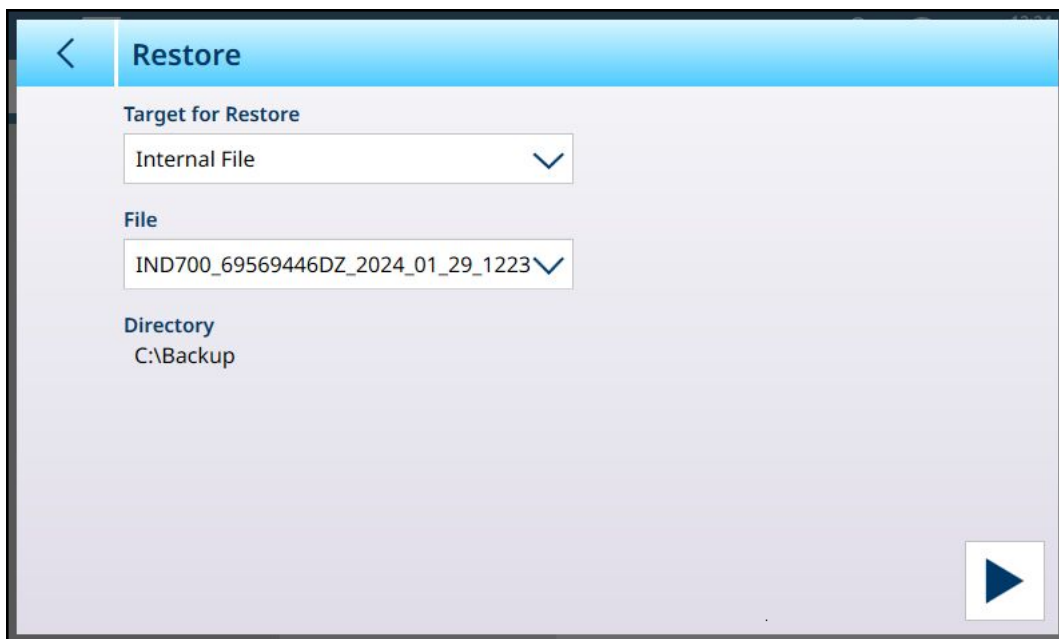 Restore
Target for Restore
Internal File
File
IND700_69569446DZ_2024_01_29_1223
Directory
C:\Backup